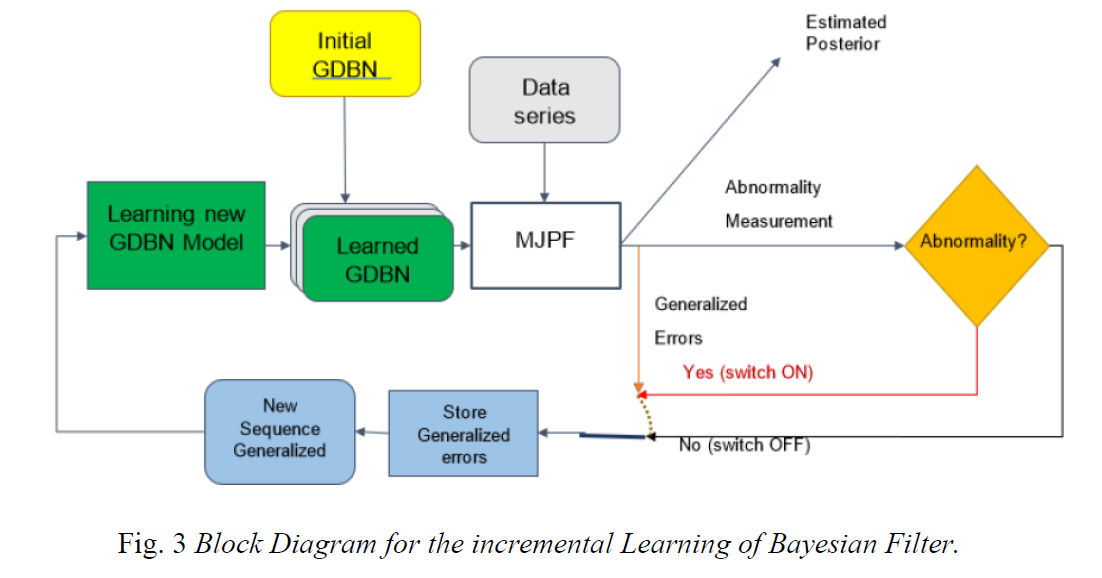 Initial
GDBN
Data
series
Estimated
Posterior
Learning new
GDBN Model
Learned
GDBN
MJPF
Abnormality
Measurement
Abnormality?
Generalized
Errors
Yes (switch ON)
No (switch OFF)
Store
Generalized
errors
New
Sequence
Generalized
Fig. 3 Block Diagram for the incremental Learning of Bayesian Filter.